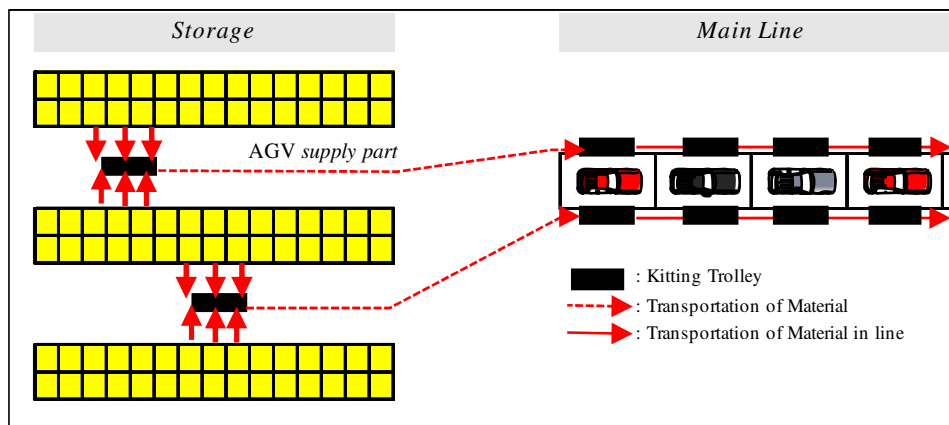 Storage
Main Line
AGV supply part
: Kitting Trolley
: Transportation of Material
: Transportation of Material in line